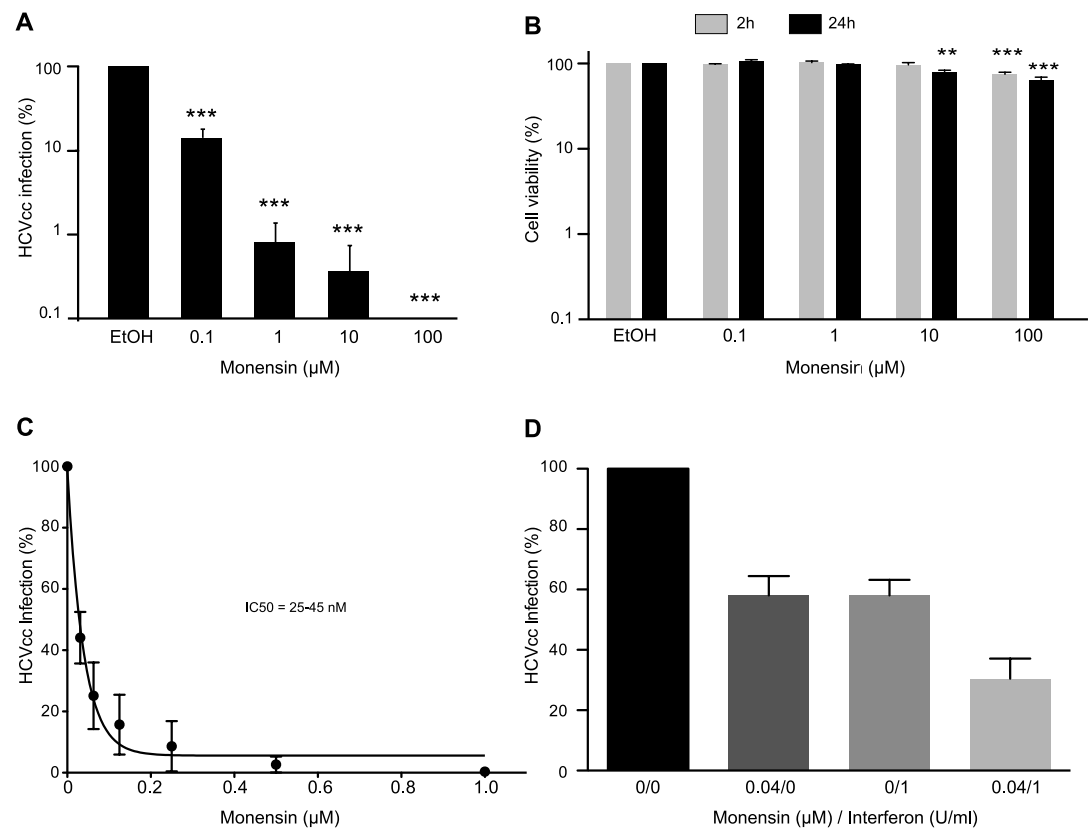 A
HCVcc infection (%)
100
10
1
0.1
***
***
***
***
EtOH 0.1 1 10 100
Monensin (µM)
B
2h 24h
Cell viability (%)
100
10
1
0.1
** *** ***
EtOH 0.1 1 10 100
Monensin (µM)
C
HCVcc Infection (%)
100
80
60
40
20
0
IC50 = 25-45 nM
0 0.2 0.4 0.6 0.8 1.0
Monensin (µM)
D
HCVcc Infection (%)
100
80
60
40
20
0
0/0 0.04/0 0/1 0.04/1
Monensin (µM) / Interferon (U/ml)